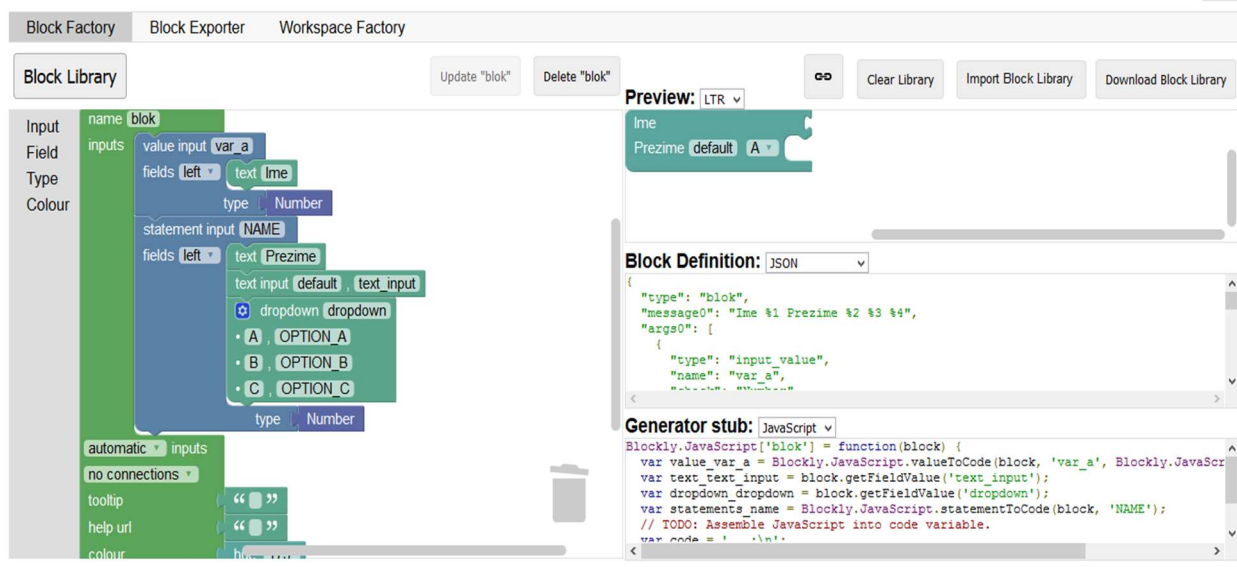 Block Factory Block Exporter Workspace Factory
Block Library Update "blok" Delete "blok"
Clear Library Import Block Library Download Block Library
Input
Field
Type
Colour
name blok
inputs value input var_a
fields left text Ime
type Number
statement input NAME
fields left text Prezime
text input default , text_input
dropdown dropdown
• A , OPTION_A
• B , OPTION_B
• C , OPTION_C
type Number
automatic inputs
no connections
tooltip “ ”
help url “ ”
colour
Preview: LTR
Ime
Prezime default A
Block Definition: JSON
{
"type": "blok",
"message0": "Ime %1 Prezime %2 %3 %4",
"args0": [
{
"type": "input_value",
"name": "var_a",
"check": "Number"
Generator stub: JavaScript
Blockly.JavaScript['blok'] = function(block) {
var value_var_a = Blockly.JavaScript.valueToCode(block, 'var_a', Blockly.JavaScr
var text_text_input = block.getFieldValue('text_input');
var dropdown_dropdown = block.getFieldValue('dropdown');
var statements_name = Blockly.JavaScript.statementToCode(block, 'NAME');
// TODO: Assemble JavaScript into code variable.
var code = '...;\n';